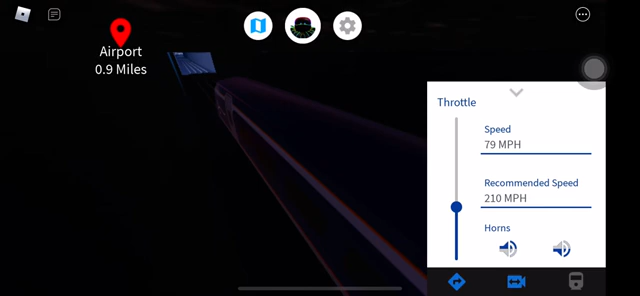 Airport
0.9 Miles
Throttle
Speed
79 MPH
Recommended Speed
210 MPH
Horns